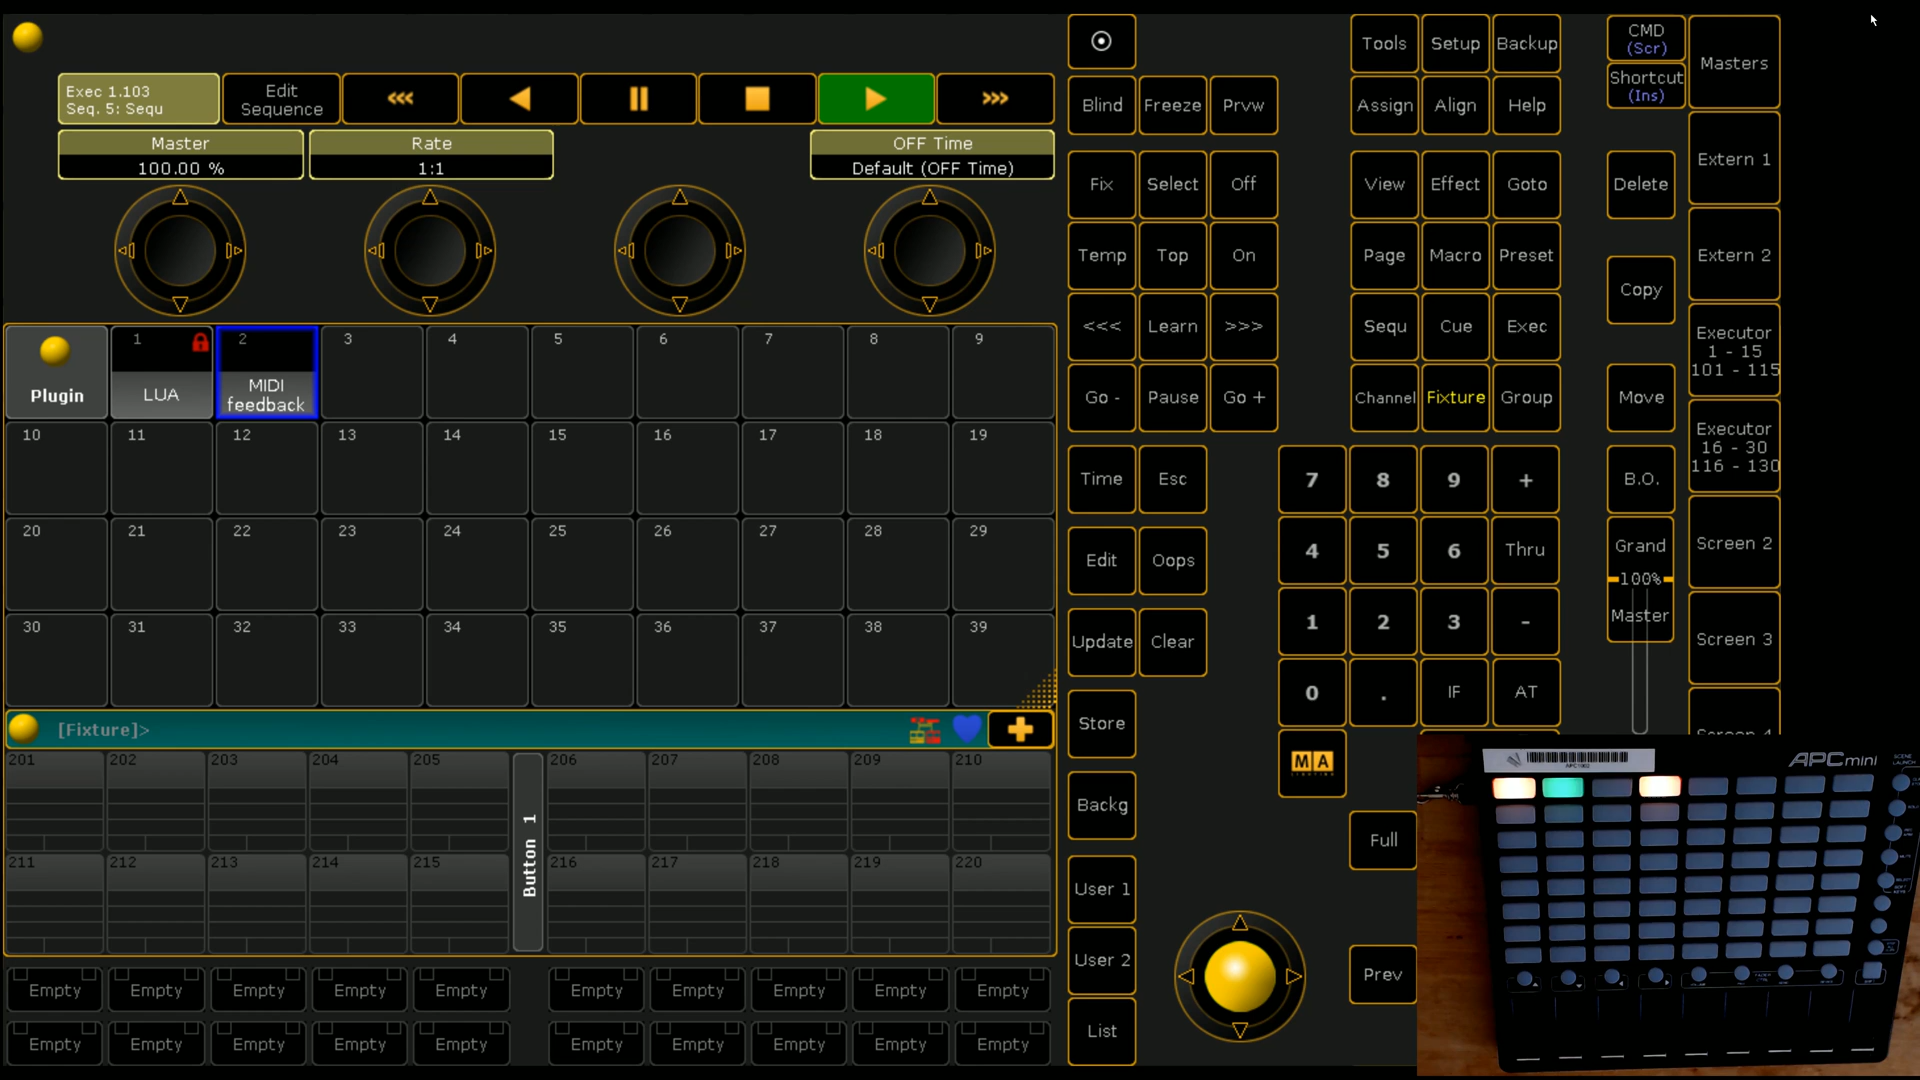 Exec 1.103
Seq. 5: Sequ
Edit
Sequence
<<<
>>>
Master
100.00 %
Rate
1:1
OFF Time
Default (OFF Time)
Plugin
1
LUA
2
MIDI
feedback
3 4 5 6 7 8 9
10 11 12 13 14 15 16 17 18 19
20 21 22 23 24 25 26 27 28 29
30 31 32 33 34 35 36 37 38 39
[Fixture]>
201 202 203 204 205 206 207 208 209 210
Button 1
211 212 213 214 215 216 217 218 219 220
Empty Empty Empty Empty Empty Empty Empty Empty Empty Empty
Empty Empty Empty Empty Empty Empty Empty Empty Empty Empty
Blind Freeze Prvw
Fix Select Off
Temp Top On
<<< Learn >>>
Go - Pause Go +
Time Esc
Edit Oops
Update Clear
Store
Backg
User 1
User 2
List
Tools Setup Backup
Assign Align Help
View Effect Goto
Page Macro Preset
Sequ Cue Exec
Channel Fixture Group
7 8 9 +
4 5 6 Thru
1 2 3 -
0 . IF AT
MA
Full
Prev
CMD
(Scr)
Shortcut
(Ins)
Delete
Copy
Move
B.O.
Grand
100%
Master
Masters
Extern 1
Extern 2
Executor
1 - 15
101 - 115
Executor
16 - 30
116 - 130
Screen 2
Screen 3
Screen 4
APC mini